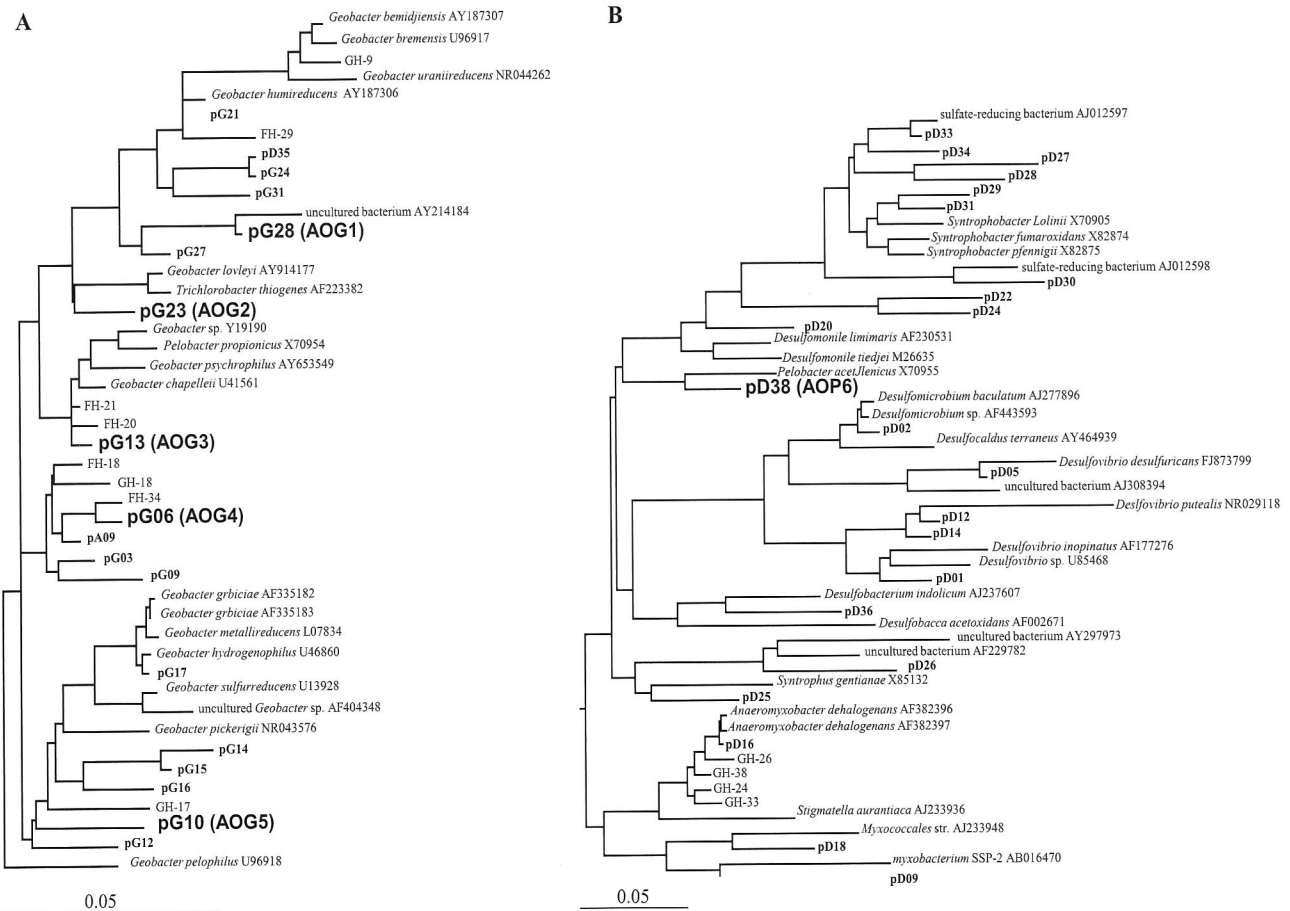 A
Geobacter bemidjiensis AY187307
Geobacter bremensis U96917
GH-9
Geobacter uraniireducens NR044262
Geobacter humireducens AY187306
pG21
FH-29
pD35
pG24
pG31
uncultured bacterium AY214184
pG28 (AOG1)
pG27
Geobacter lovleyi AY914177
Trichlorobacter thiogenes AF223382
pG23 (AOG2)
Geobacter sp. Y19190
Pelobacter propionicus X70954
Geobacter psychrophilus AY653549
Geobacter chapelleii U41561
FH-21
FH-20
pG13 (AOG3)
FH-18
GH-18
FH-34
pG06 (AOG4)
pA09
pG03
pG09
Geobacter grbiciae AF335182
Geobacter grbiciae AF335183
Geobacter metallireducens L07834
Geobacter hydrogenophilus U46860
pG17
Geobacter sulfurreducens U13928
uncultured Geobacter sp. AF404348
Geobacter pickerigii NR043576
pG14
pG15
pG16
GH-17
pG10 (AOG5)
pG12
Geobacter pelophilus U96918
0.05
B
sulfate-reducing bacterium AJ012597
pD33
pD34
pD27
pD28
pD29
pD31
Syntrophobacter Lolinii X70905
Syntrophobacter fumaroxidans X82874
Syntrophobacter pfennigii X82875
sulfate-reducing bacterium AJ012598
pD30
pD22
pD24
pD20
Desulfomonile limimaris AF230531
Desulfomonile tiedjei M26635
Pelobacter acetJlenicus X70955
pD38 (AOP6)
Desulfomicrobium baculatum AJ277896
Desulfomicrobium sp. AF443593
pD02
Desulfocaldus terraneus AY464939
Desulfovibrio desulfuricans FJ873799
pD05
uncultured bacterium AJ308394
Deslfovibrio putealis NR029118
pD12
pD14
Desulfovibrio inopinatus AF177276
Desulfovibrio sp. U85468
pD01
Desulfobacterium indolicum AJ237607
pD36
Desulfobacca acetoxidans AF002671
uncultured bacterium AY297973
uncultured bacterium AF229782
pD26
Syntrophus gentianae X85132
pD25
Anaeromyxobacter dehalogenans AF382396
Anaeromyxobacter dehalogenans AF382397
pD16
GH-26
GH-38
GH-24
GH-33
Stigmatella aurantiaca AJ233936
Myxococcales str. AJ233948
pD18
myxobacterium SSP-2 AB016470
pD09
0.05